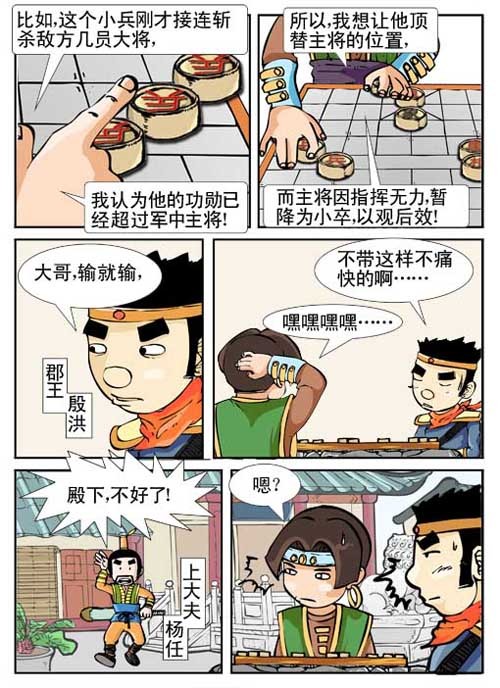 比如,这个小兵刚才接连斩
杀敌方几员大将,
我认为他的功勋已
经超过军中主将!
所以,我想让他顶
替主将的位置,
而主将因指挥无力,暂
降为小卒,以观后效!
大哥,输就输,
郡王
殷洪
不带这样不痛
快的啊……
嘿嘿嘿嘿……
殿下,不好了!
上大夫
杨任
嗯?